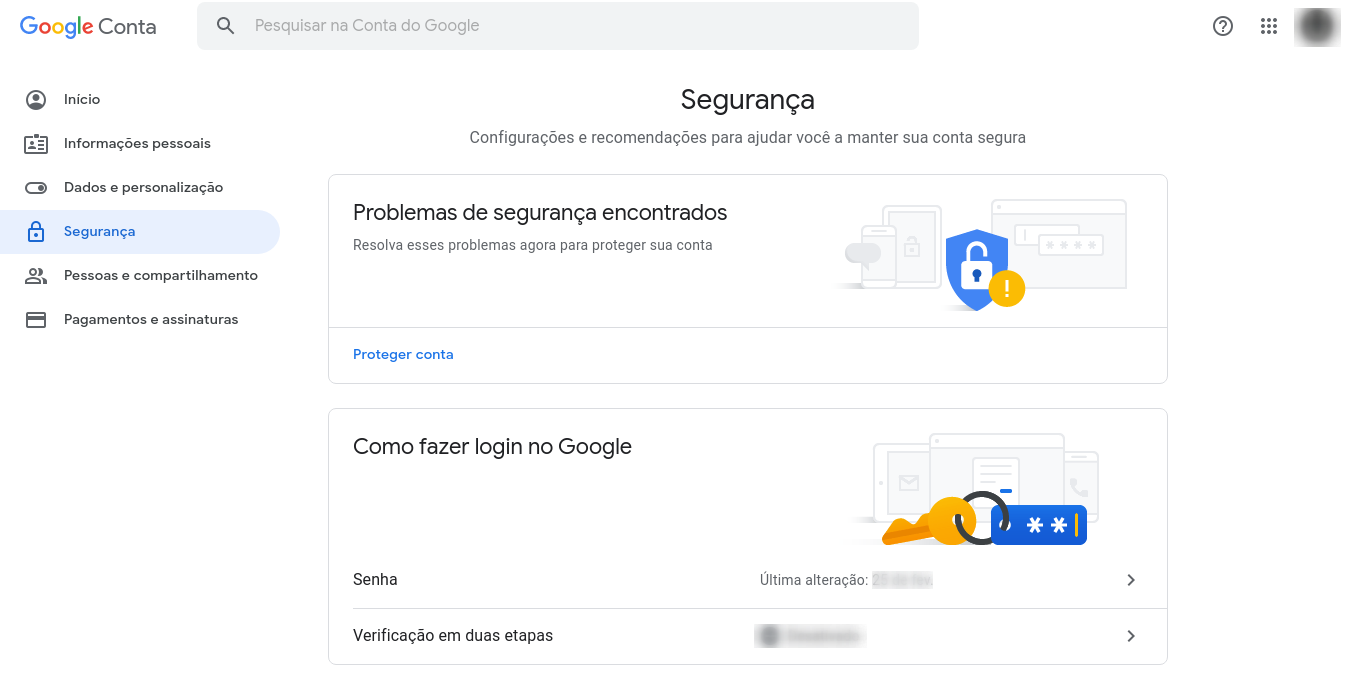 Google Conta
Pesquisar na Conta do Google
Início
Informações pessoais
Dados e personalização
Segurança
Pessoas e compartilhamento
Pagamentos e assinaturas
Segurança
Configurações e recomendações para ajudar você a manter sua conta segura
Problemas de segurança encontrados
Resolva esses problemas agora para proteger sua conta
Proteger conta
Como fazer login no Google
Senha
Última alteração:
Verificação em duas etapas